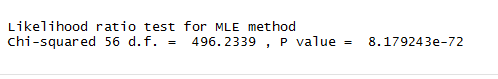 Likelihood ratio test for MLE method
Chi-squared 56 d.f. =  496.2339 , P value =  8.179243e-72